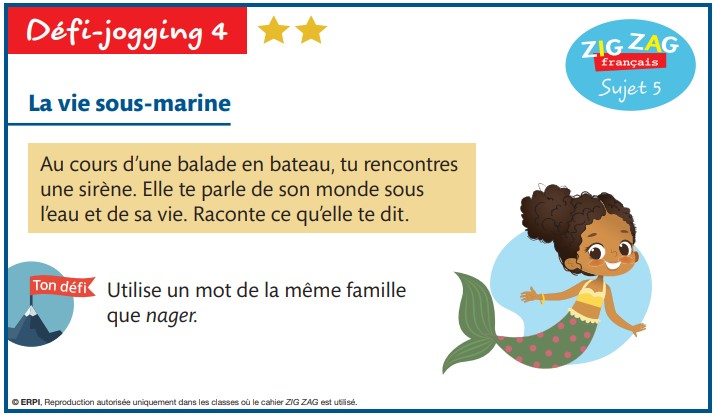 Défi-jogging 4
ZIG ZAG
français
Sujet 5
La vie sous-marine
Au cours d'une balade en bateau, tu rencontres
une sirène. Elle te parle de son monde sous
l'eau et de sa vie. Raconte ce qu'elle te dit.
Ton défi
Utilise un mot de la même famille
que nager.
© ERPI, Reproduction autorisée uniquement dans les classes où le cahier ZIG ZAG est utilisé.